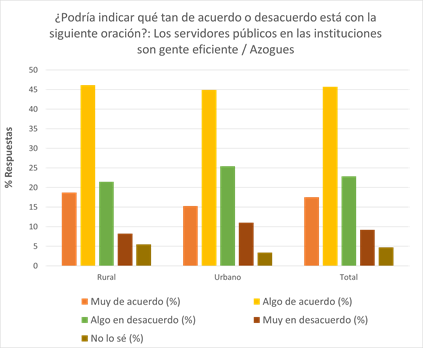 ¿Podría indicar qué tan de acuerdo o desacuerdo está con la
siguiente oración?: Los servidores públicos en las instituciones
son gente eficiente / Azogues
% Respuestas
50
45
40
35
30
25
20
15
10
5
0
Rural Urbano Total
Muy de acuerdo (%) Algo de acuerdo (%)
Algo en desacuerdo (%) Muy en desacuerdo (%)
No lo sé (%)